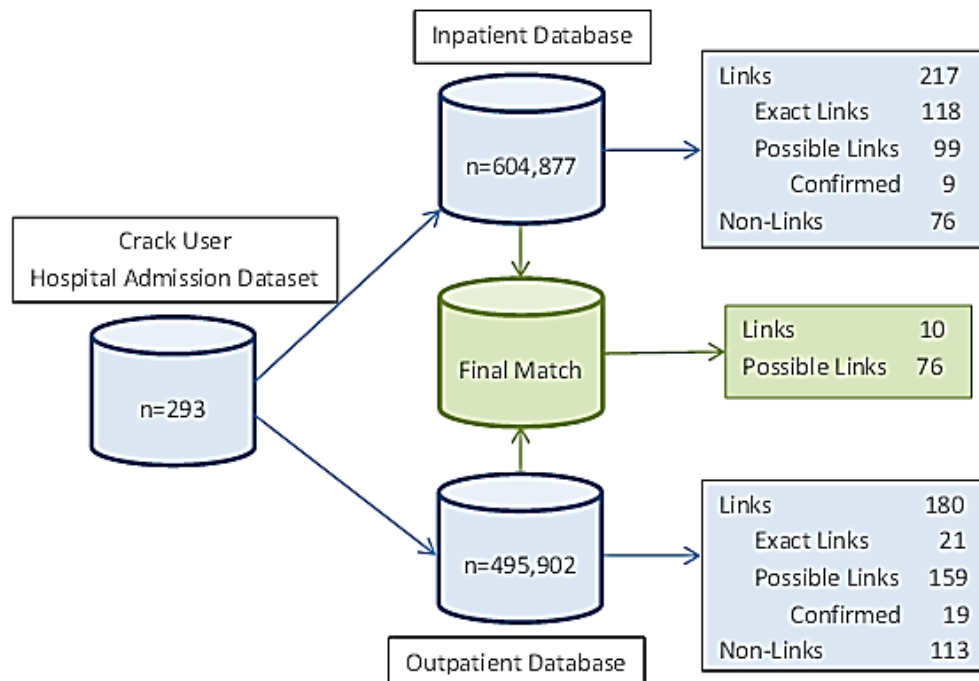 Inpatient Database
n=604,877
Links 217
Exact Links 118
Possible Links 99
Confirmed 9
Non-Links 76
Crack User
Hospital Admission Dataset
n=293
Final Match
Links 10
Possible Links 76
n=495,902
Outpatient Database
Links 180
Exact Links 21
Possible Links 159
Confirmed 19
Non-Links 113